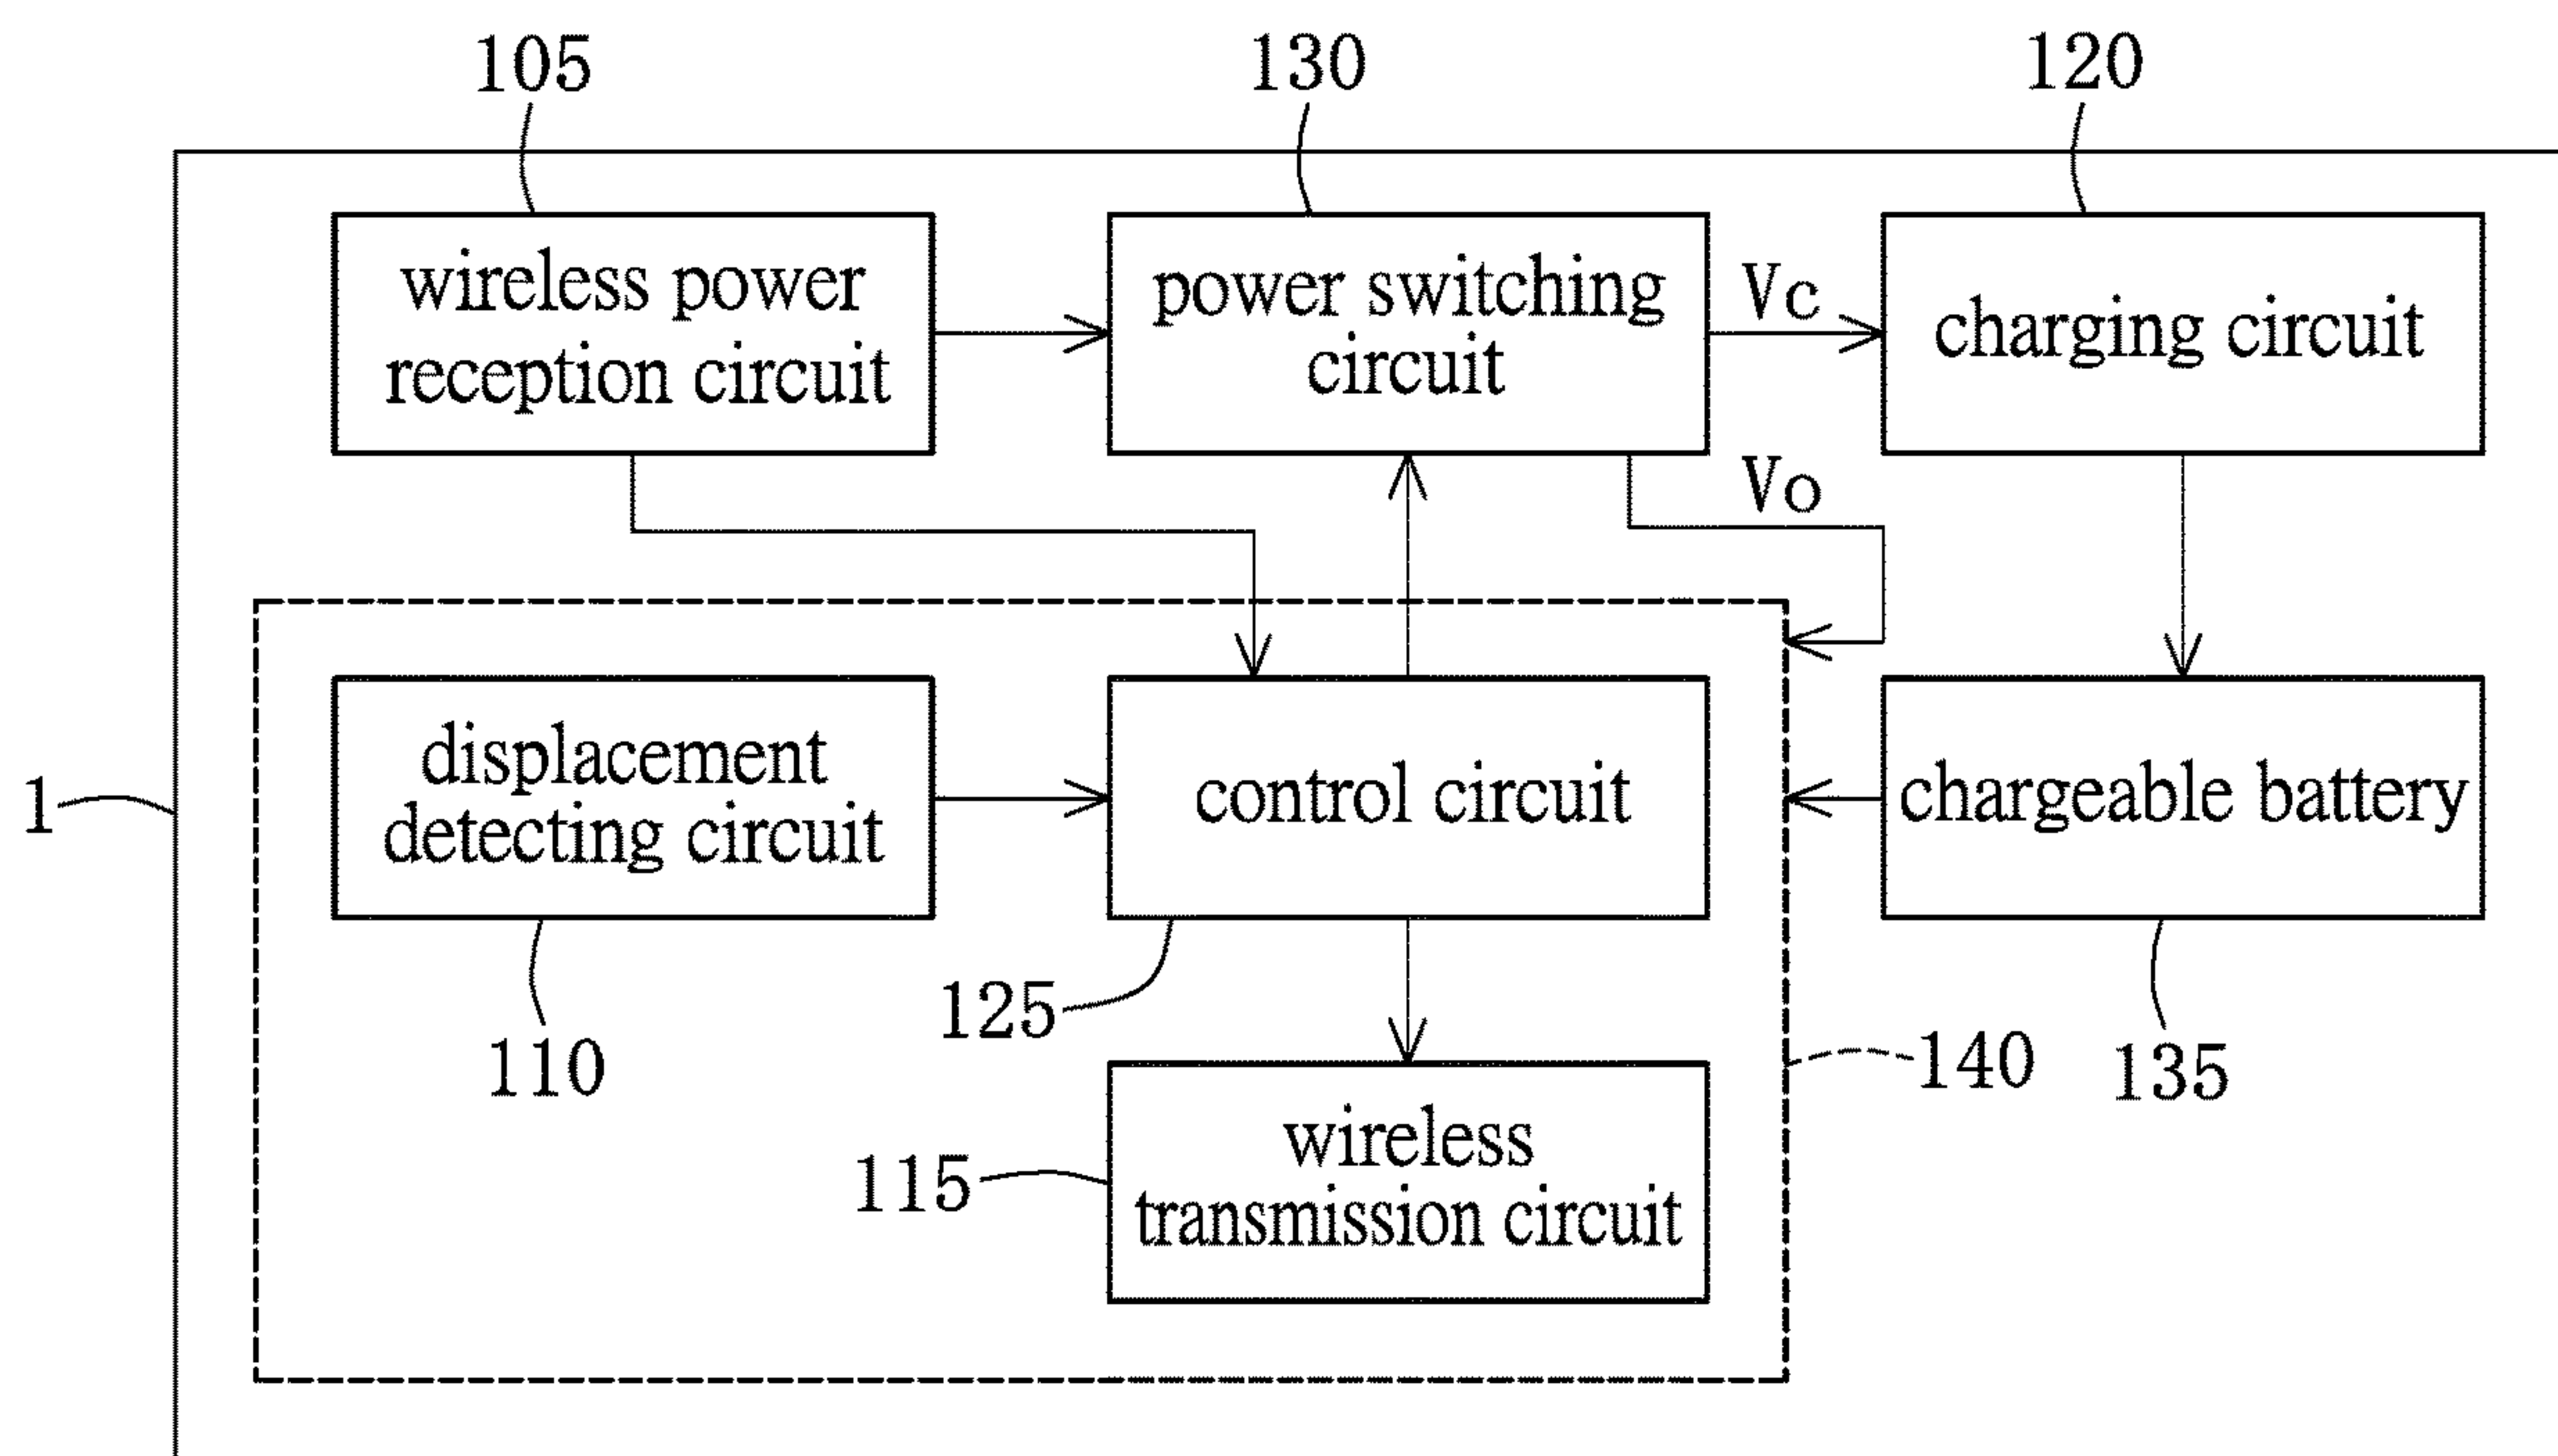 105
130
120
wireless power
reception circuit
power switching
circuit
Vc
charging circuit
Vo
displacement
detecting circuit
control circuit
chargeable battery
1
110
125
140
135
115
wireless
transmission circuit